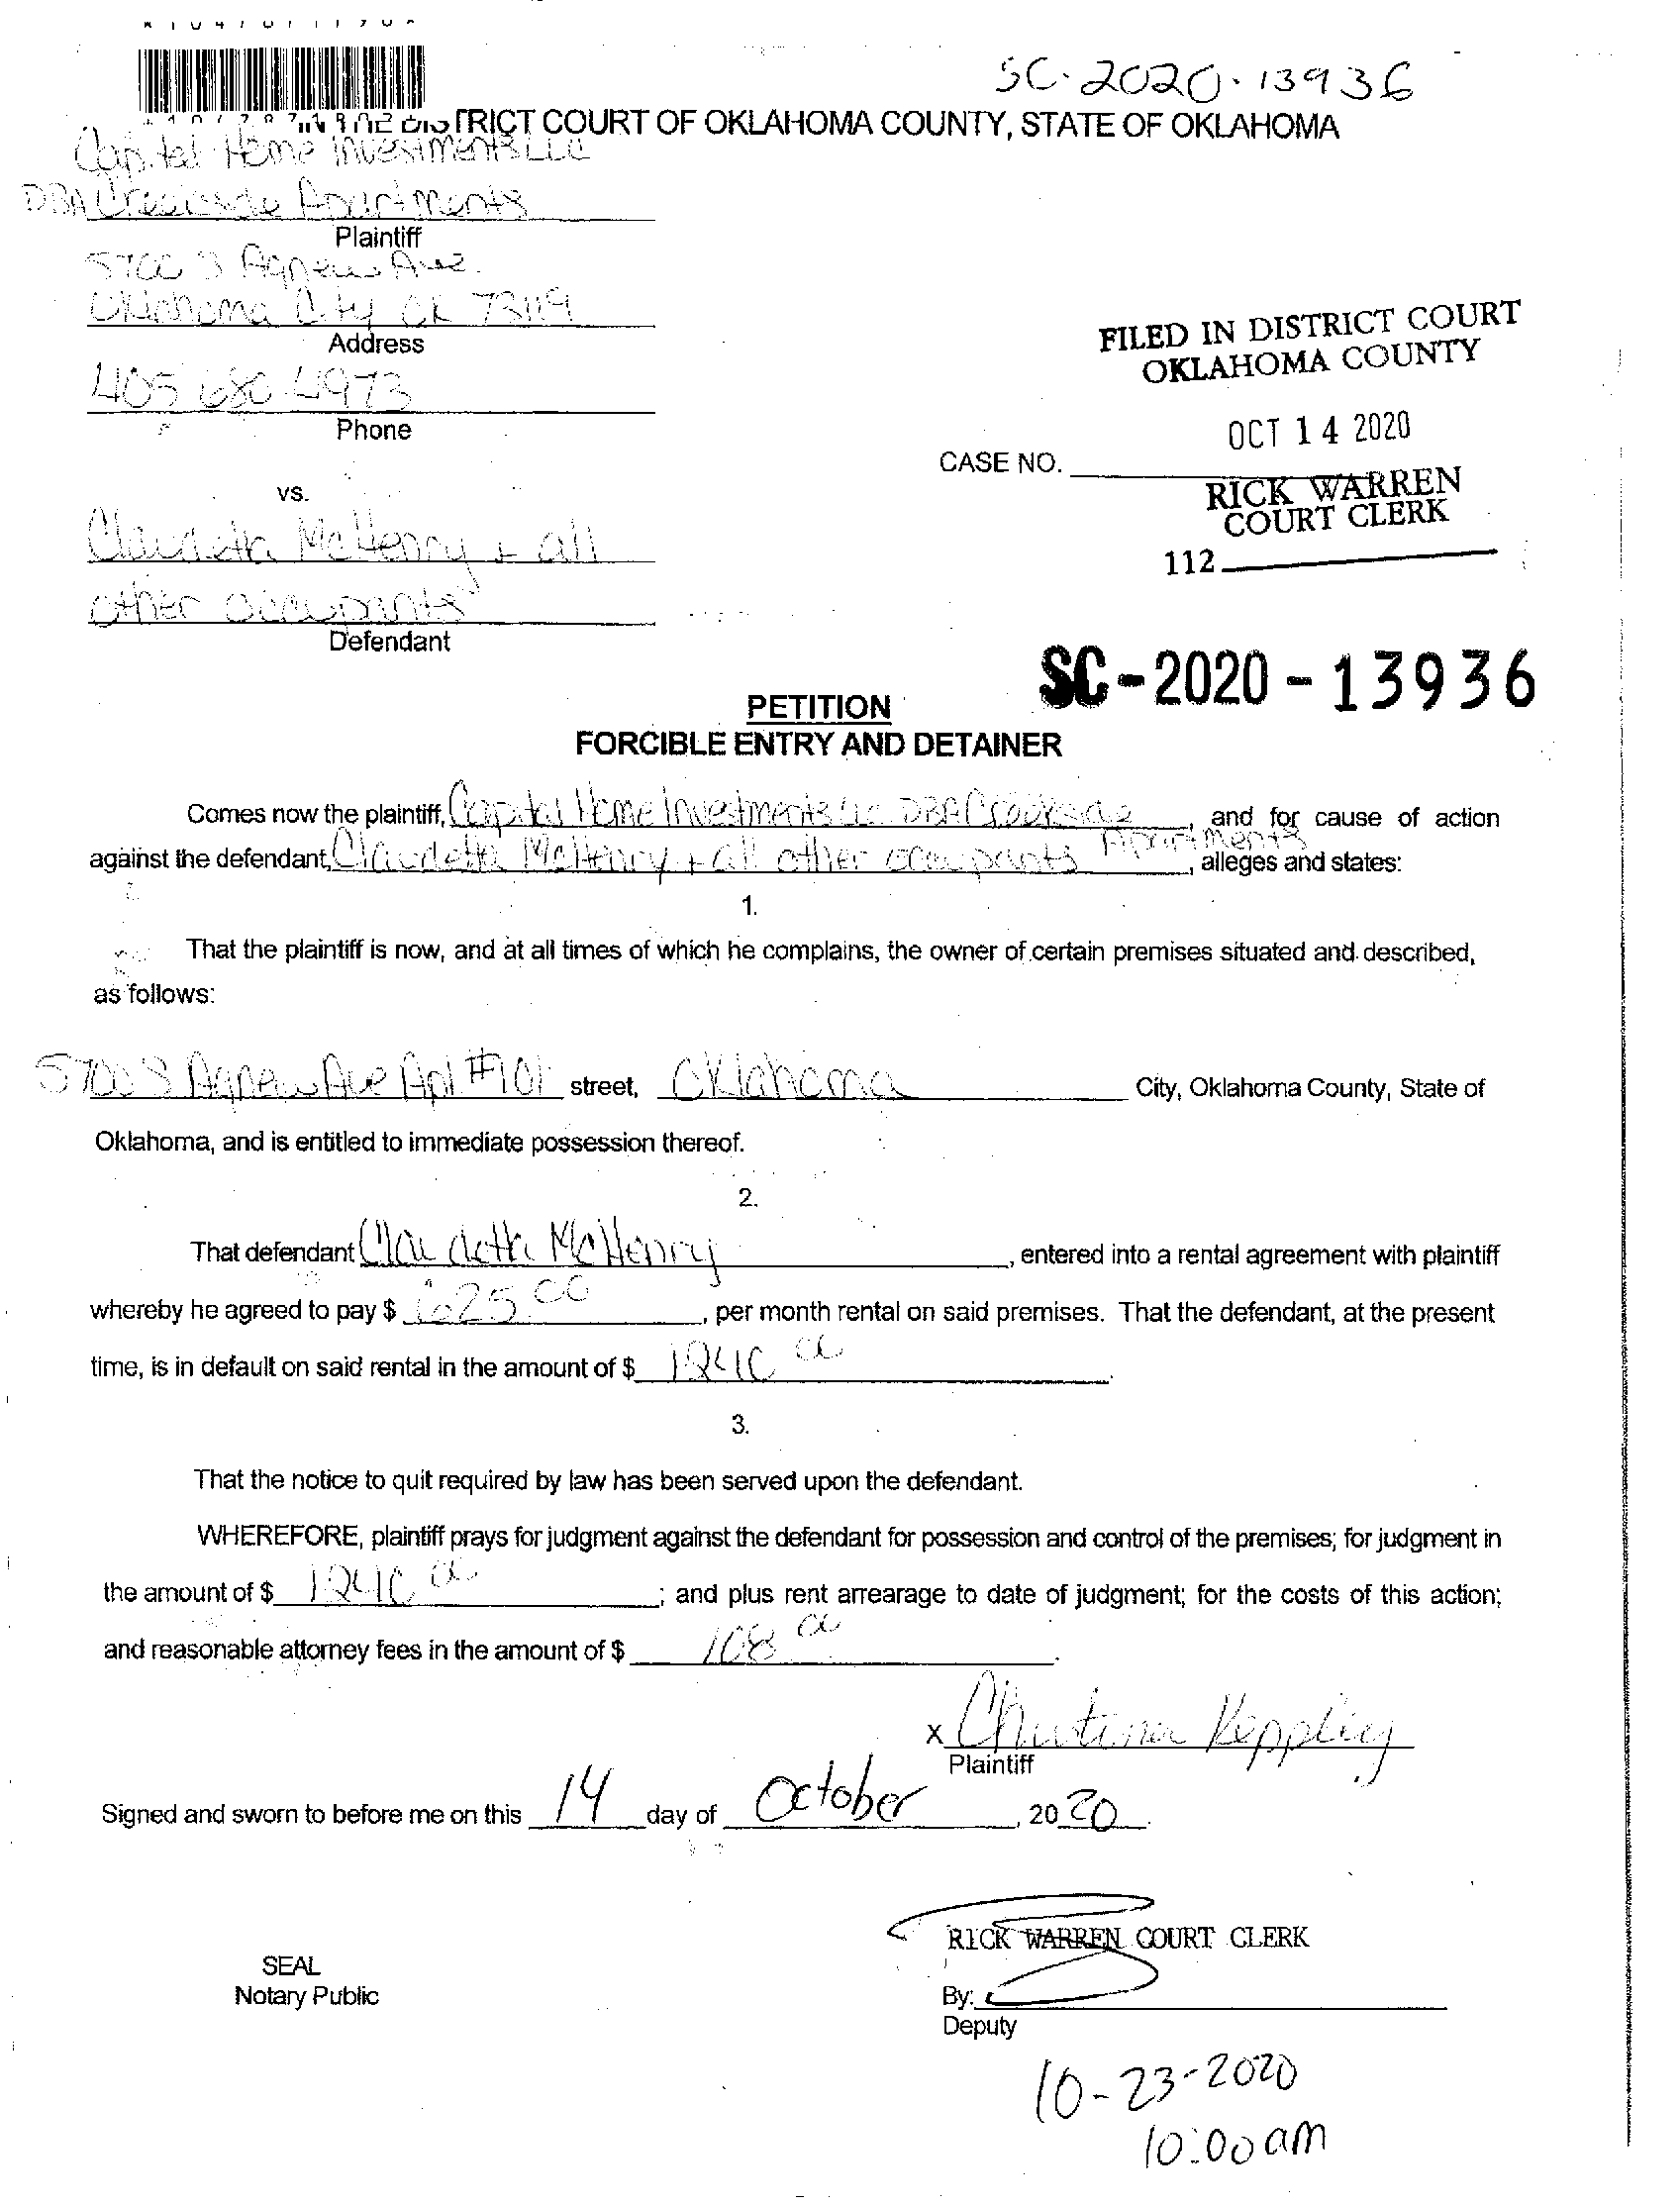 SC-2020-13936
DISTRICT COURT OF OKLAHOMA COUNTY, STATE OF OKLAHOMA
Capital Home Investments LLC
DBA Creekside Apartments
Plaintiff
5700 S Agnew Ave.
Oklahoma City OK 73119
Address
405 680 4973
Phone
FILED IN DISTRICT COURT
OKLAHOMA COUNTY
OCT 14 2020
CASE NO.
RICK WARREN
COURT CLERK
112
vs.
Claudetta McHenry + all
other occupants
Defendant
SC-2020-13936
PETITION
FORCIBLE ENTRY AND DETAINER
Comes now the plaintiff, Capital Home Investments LLC DBA Creekside Apartments, and for cause of action
against the defendant, Claudetta McHenry + all other occupants, alleges and states:
1.
That the plaintiff is now, and at all times of which he complains, the owner of certain premises situated and described,
as follows:
5700 S Agnew Ave Apt #101 street, Oklahoma City, Oklahoma County, State of
Oklahoma, and is entitled to immediate possession thereof.
2.
That defendant Claudetta McHenry, entered into a rental agreement with plaintiff
whereby he agreed to pay $ 625 00, per month rental on said premises. That the defendant, at the present
time, is in default on said rental in the amount of $ 1240 00.
3.
That the notice to quit required by law has been served upon the defendant.
WHEREFORE, plaintiff prays for judgment against the defendant for possession and control of the premises; for judgment in
the amount of $ 1240 00; and plus rent arrearage to date of judgment; for the costs of this action;
and reasonable attorney fees in the amount of $ 108 00.
x Christina Keppley
Plaintiff
Signed and sworn to before me on this 14 day of October, 2020.
RICK WARREN COURT CLERK
SEAL
Notary Public
By:
Deputy
10-23-2020
10:00am